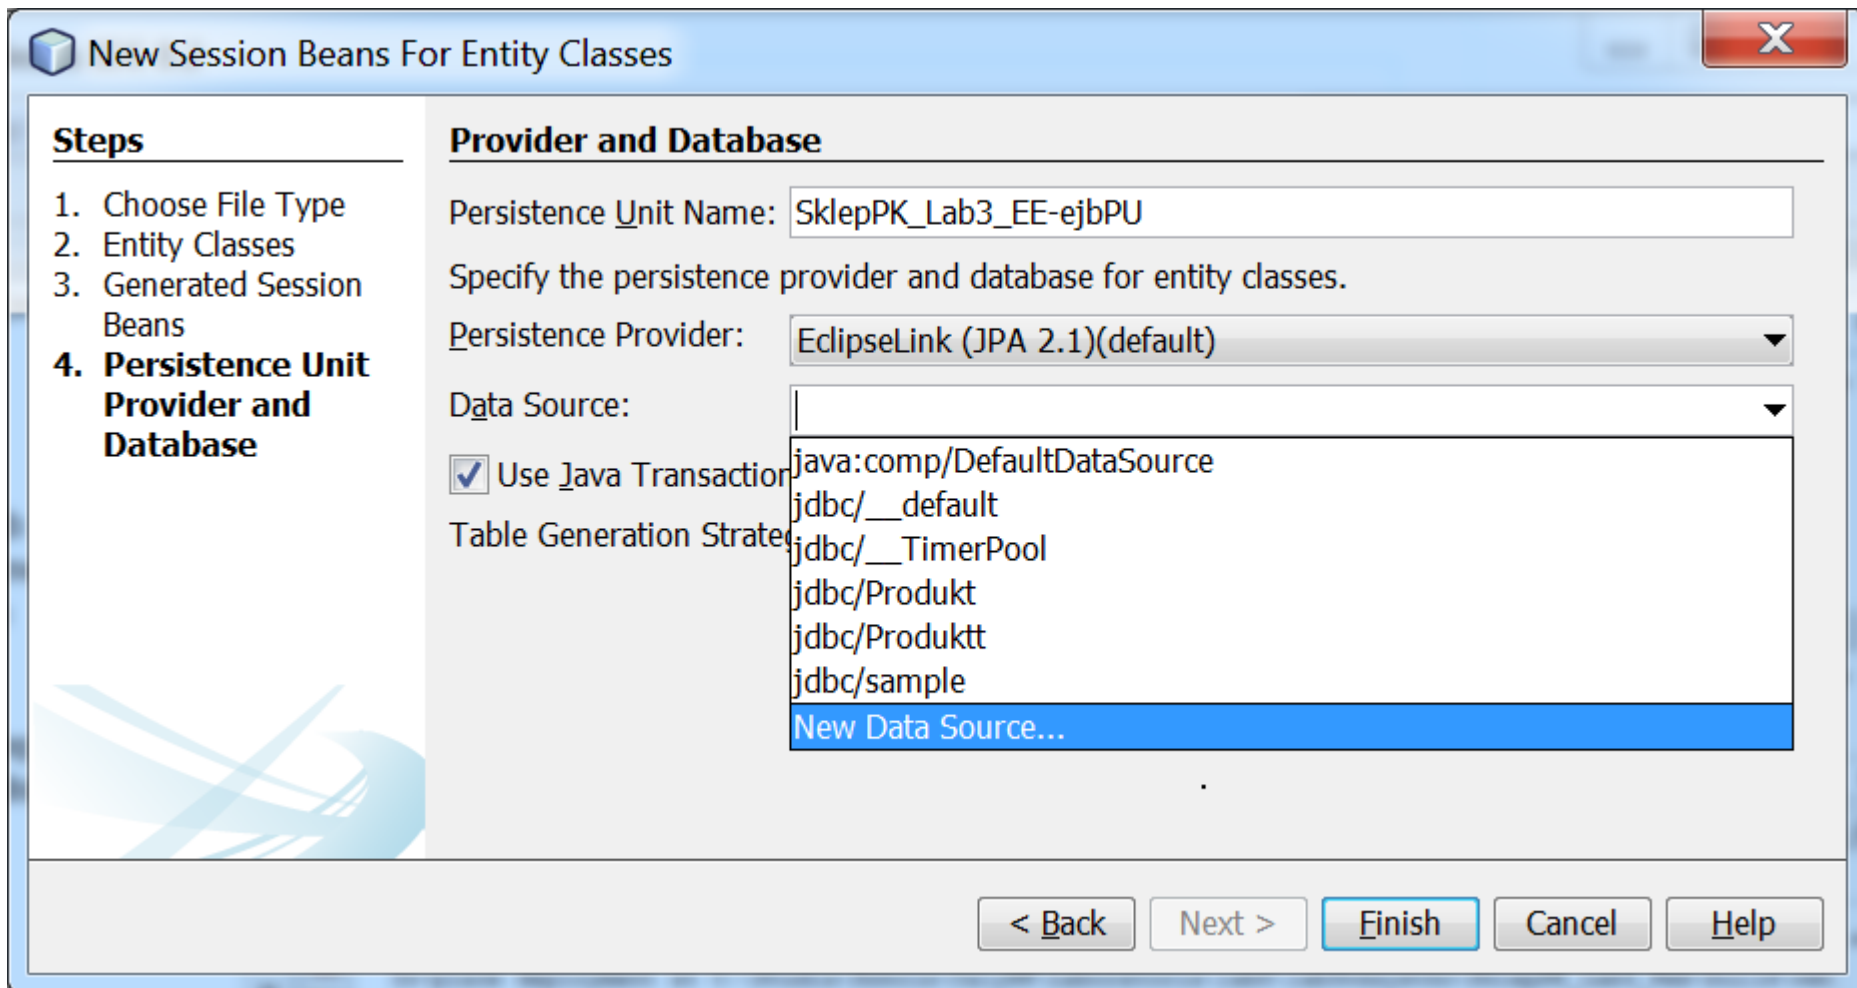 New Session Beans For Entity Classes
Steps
1. Choose File Type
2. Entity Classes
3. Generated Session
Beans
4. Persistence Unit
Provider and
Database
Provider and Database
Persistence Unit Name: SklepPK_Lab3_EE-ejbPU
Specify the persistence provider and database for entity classes.
Persistence Provider: EclipseLink (JPA 2.1)(default)
Data Source:
java:comp/DefaultDataSource
Use Java Transaction
jdbc/__default
Table Generation Strateg
jdbc/__TimerPool
jdbc/Produkt
jdbc/Produktt
jdbc/sample
New Data Source...
.
< Back
Next >
Finish
Cancel
Help